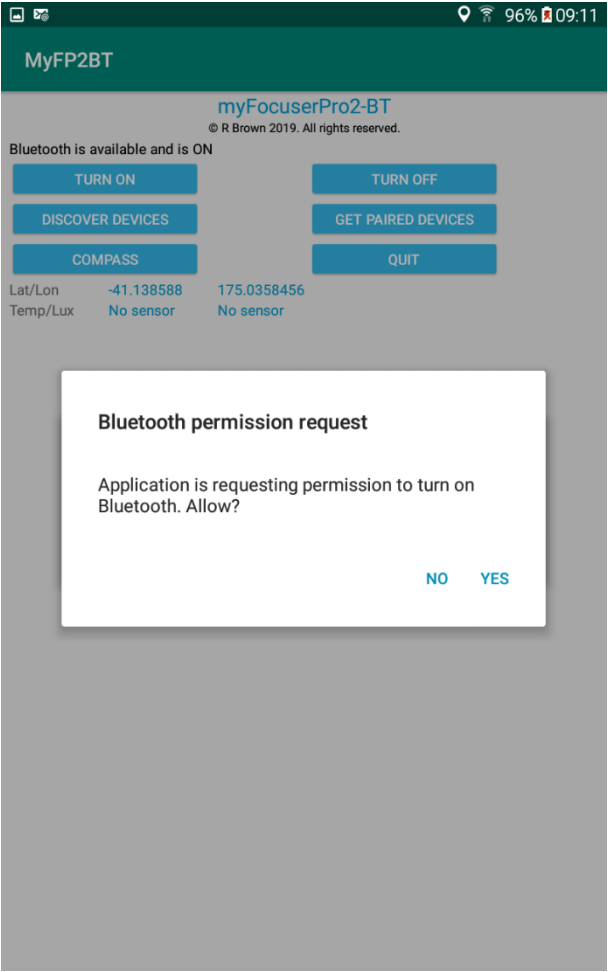 96% 09:11
MyFP2BT
myFocuserPro2-BT
© R Brown 2019. All rights reserved.
Bluetooth is available and is ON
TURN ON TURN OFF
DISCOVER DEVICES GET PAIRED DEVICES
COMPASS QUIT
Lat/Lon -41.138588 175.0358456
Temp/Lux No sensor No sensor
Bluetooth permission request
Application is requesting permission to turn on
Bluetooth. Allow?
NO YES